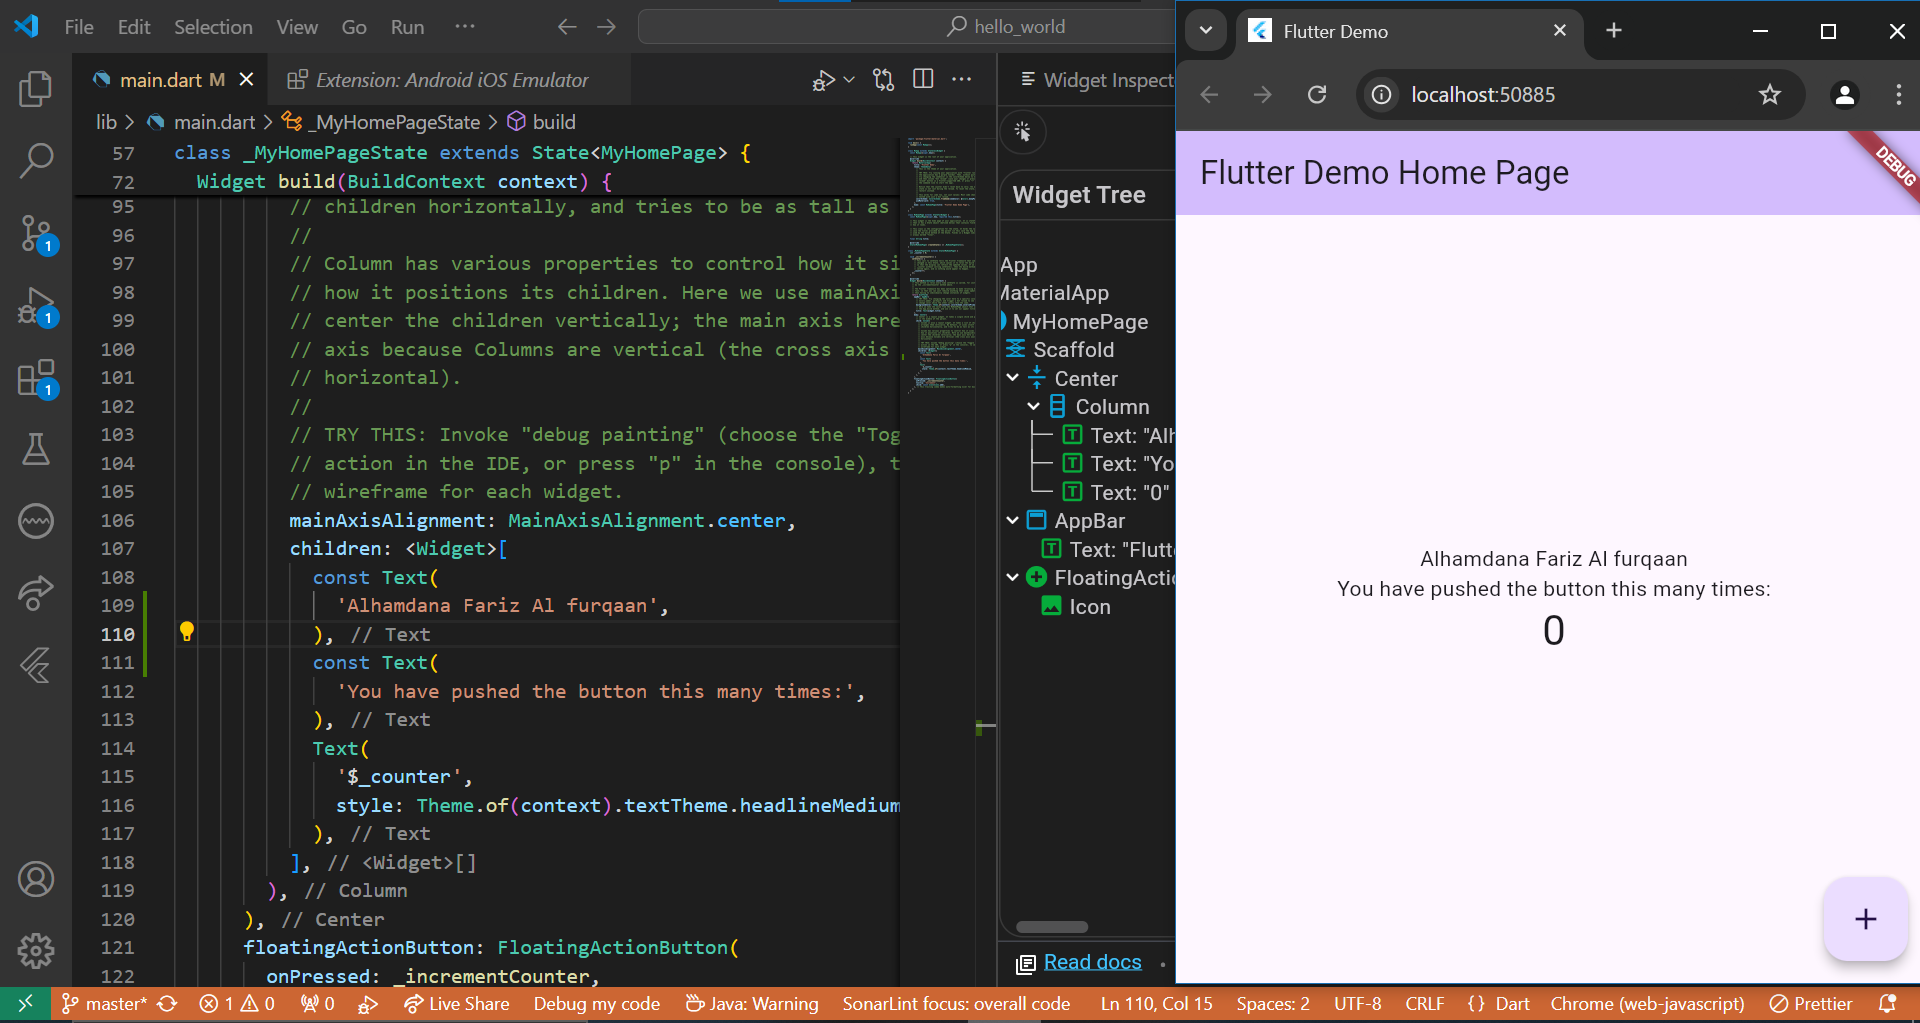 File Edit Selection View Go Run ···
hello_world
main.dart M
Extension: Android iOS Emulator
lib > main.dart > _MyHomePageState > build
57 class _MyHomePageState extends State<MyHomePage> {
72 Widget build(BuildContext context) {
95 // children horizontally, and tries to be as tall as
96 //
97 // Column has various properties to control how it si
98 // how it positions its children. Here we use mainAxi
99 // center the children vertically; the main axis here
100 // axis because Columns are vertical (the cross axis
101 // horizontal).
102 //
103 // TRY THIS: Invoke "debug painting" (choose the "Tog
104 // action in the IDE, or press "p" in the console), t
105 // wireframe for each widget.
106 mainAxisAlignment: MainAxisAlignment.center,
107 children: <Widget>[
108 const Text(
109 'Alhamdana Fariz Al furqaan',
110 ), // Text
111 const Text(
112 'You have pushed the button this many times:',
113 ), // Text
114 Text(
115 '$_counter',
116 style: Theme.of(context).textTheme.headlineMedium
117 ), // Text
118 ], // <Widget>[]
119 ), // Column
120 ), // Center
121 floatingActionButton: FloatingActionButton(
122 onPressed: _incrementCounter,
1
1
1
Widget Inspect
Widget Tree
App
MaterialApp
MyHomePage
Scaffold
Center
Column
Text: "Alh
Text: "Yo
Text: "0"
AppBar
Text: "Flutt
FloatingActio
Icon
Read docs
Flutter Demo
localhost:50885
Flutter Demo Home Page
DEBUG
Alhamdana Fariz Al furqaan
You have pushed the button this many times:
0
+
master* 1 0 0 Live Share Debug my code Java: Warning SonarLint focus: overall code Ln 110, Col 15 Spaces: 2 UTF-8 CRLF {} Dart Chrome (web-javascript) Prettier